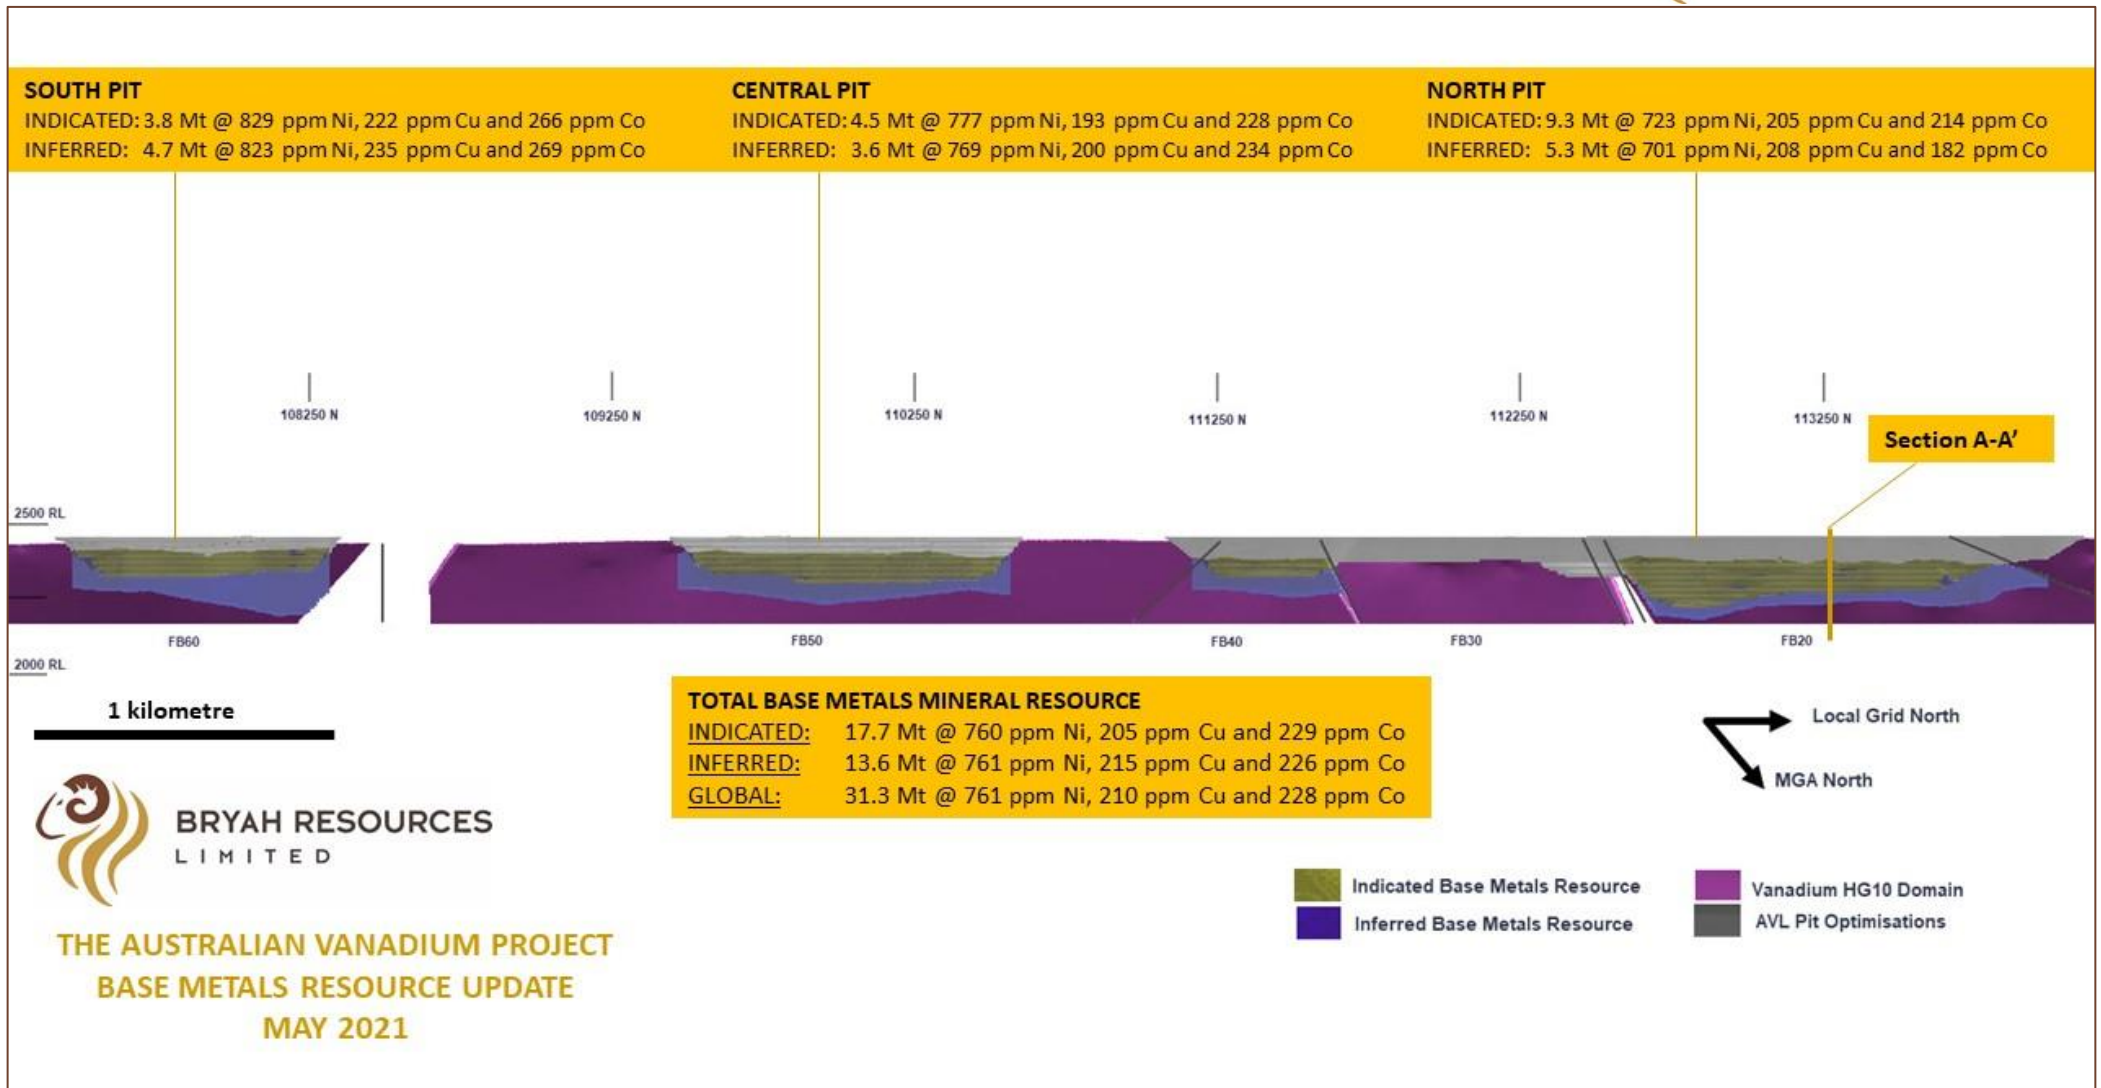 SOUTH PIT
INDICATED: 3.8 Mt @ 829 ppm Ni, 222 ppm Cu and 266 ppm Co
INFERRED: 4.7 Mt @ 823 ppm Ni, 235 ppm Cu and 269 ppm Co
CENTRAL PIT
INDICATED: 4.5 Mt @ 777 ppm Ni, 193 ppm Cu and 228 ppm Co
INFERRED: 3.6 Mt @ 769 ppm Ni, 200 ppm Cu and 234 ppm Co
NORTH PIT
INDICATED: 9.3 Mt @ 723 ppm Ni, 205 ppm Cu and 214 ppm Co
INFERRED: 5.3 Mt @ 701 ppm Ni, 208 ppm Cu and 182 ppm Co
108250 N
109250 N
110250 N
111250 N
112250 N
113250 N
Section A-A’
2500 RL
FB60
FB50
FB40
FB30
FB20
2000 RL
1 kilometre
TOTAL BASE METALS MINERAL RESOURCE
INDICATED: 17.7 Mt @ 760 ppm Ni, 205 ppm Cu and 229 ppm Co
INFERRED: 13.6 Mt @ 761 ppm Ni, 215 ppm Cu and 226 ppm Co
GLOBAL: 31.3 Mt @ 761 ppm Ni, 210 ppm Cu and 228 ppm Co
Local Grid North
MGA North
BRYAH RESOURCES
LIMITED
Indicated Base Metals Resource
Inferred Base Metals Resource
Vanadium HG10 Domain
AVL Pit Optimisations
THE AUSTRALIAN VANADIUM PROJECT
BASE METALS RESOURCE UPDATE
MAY 2021